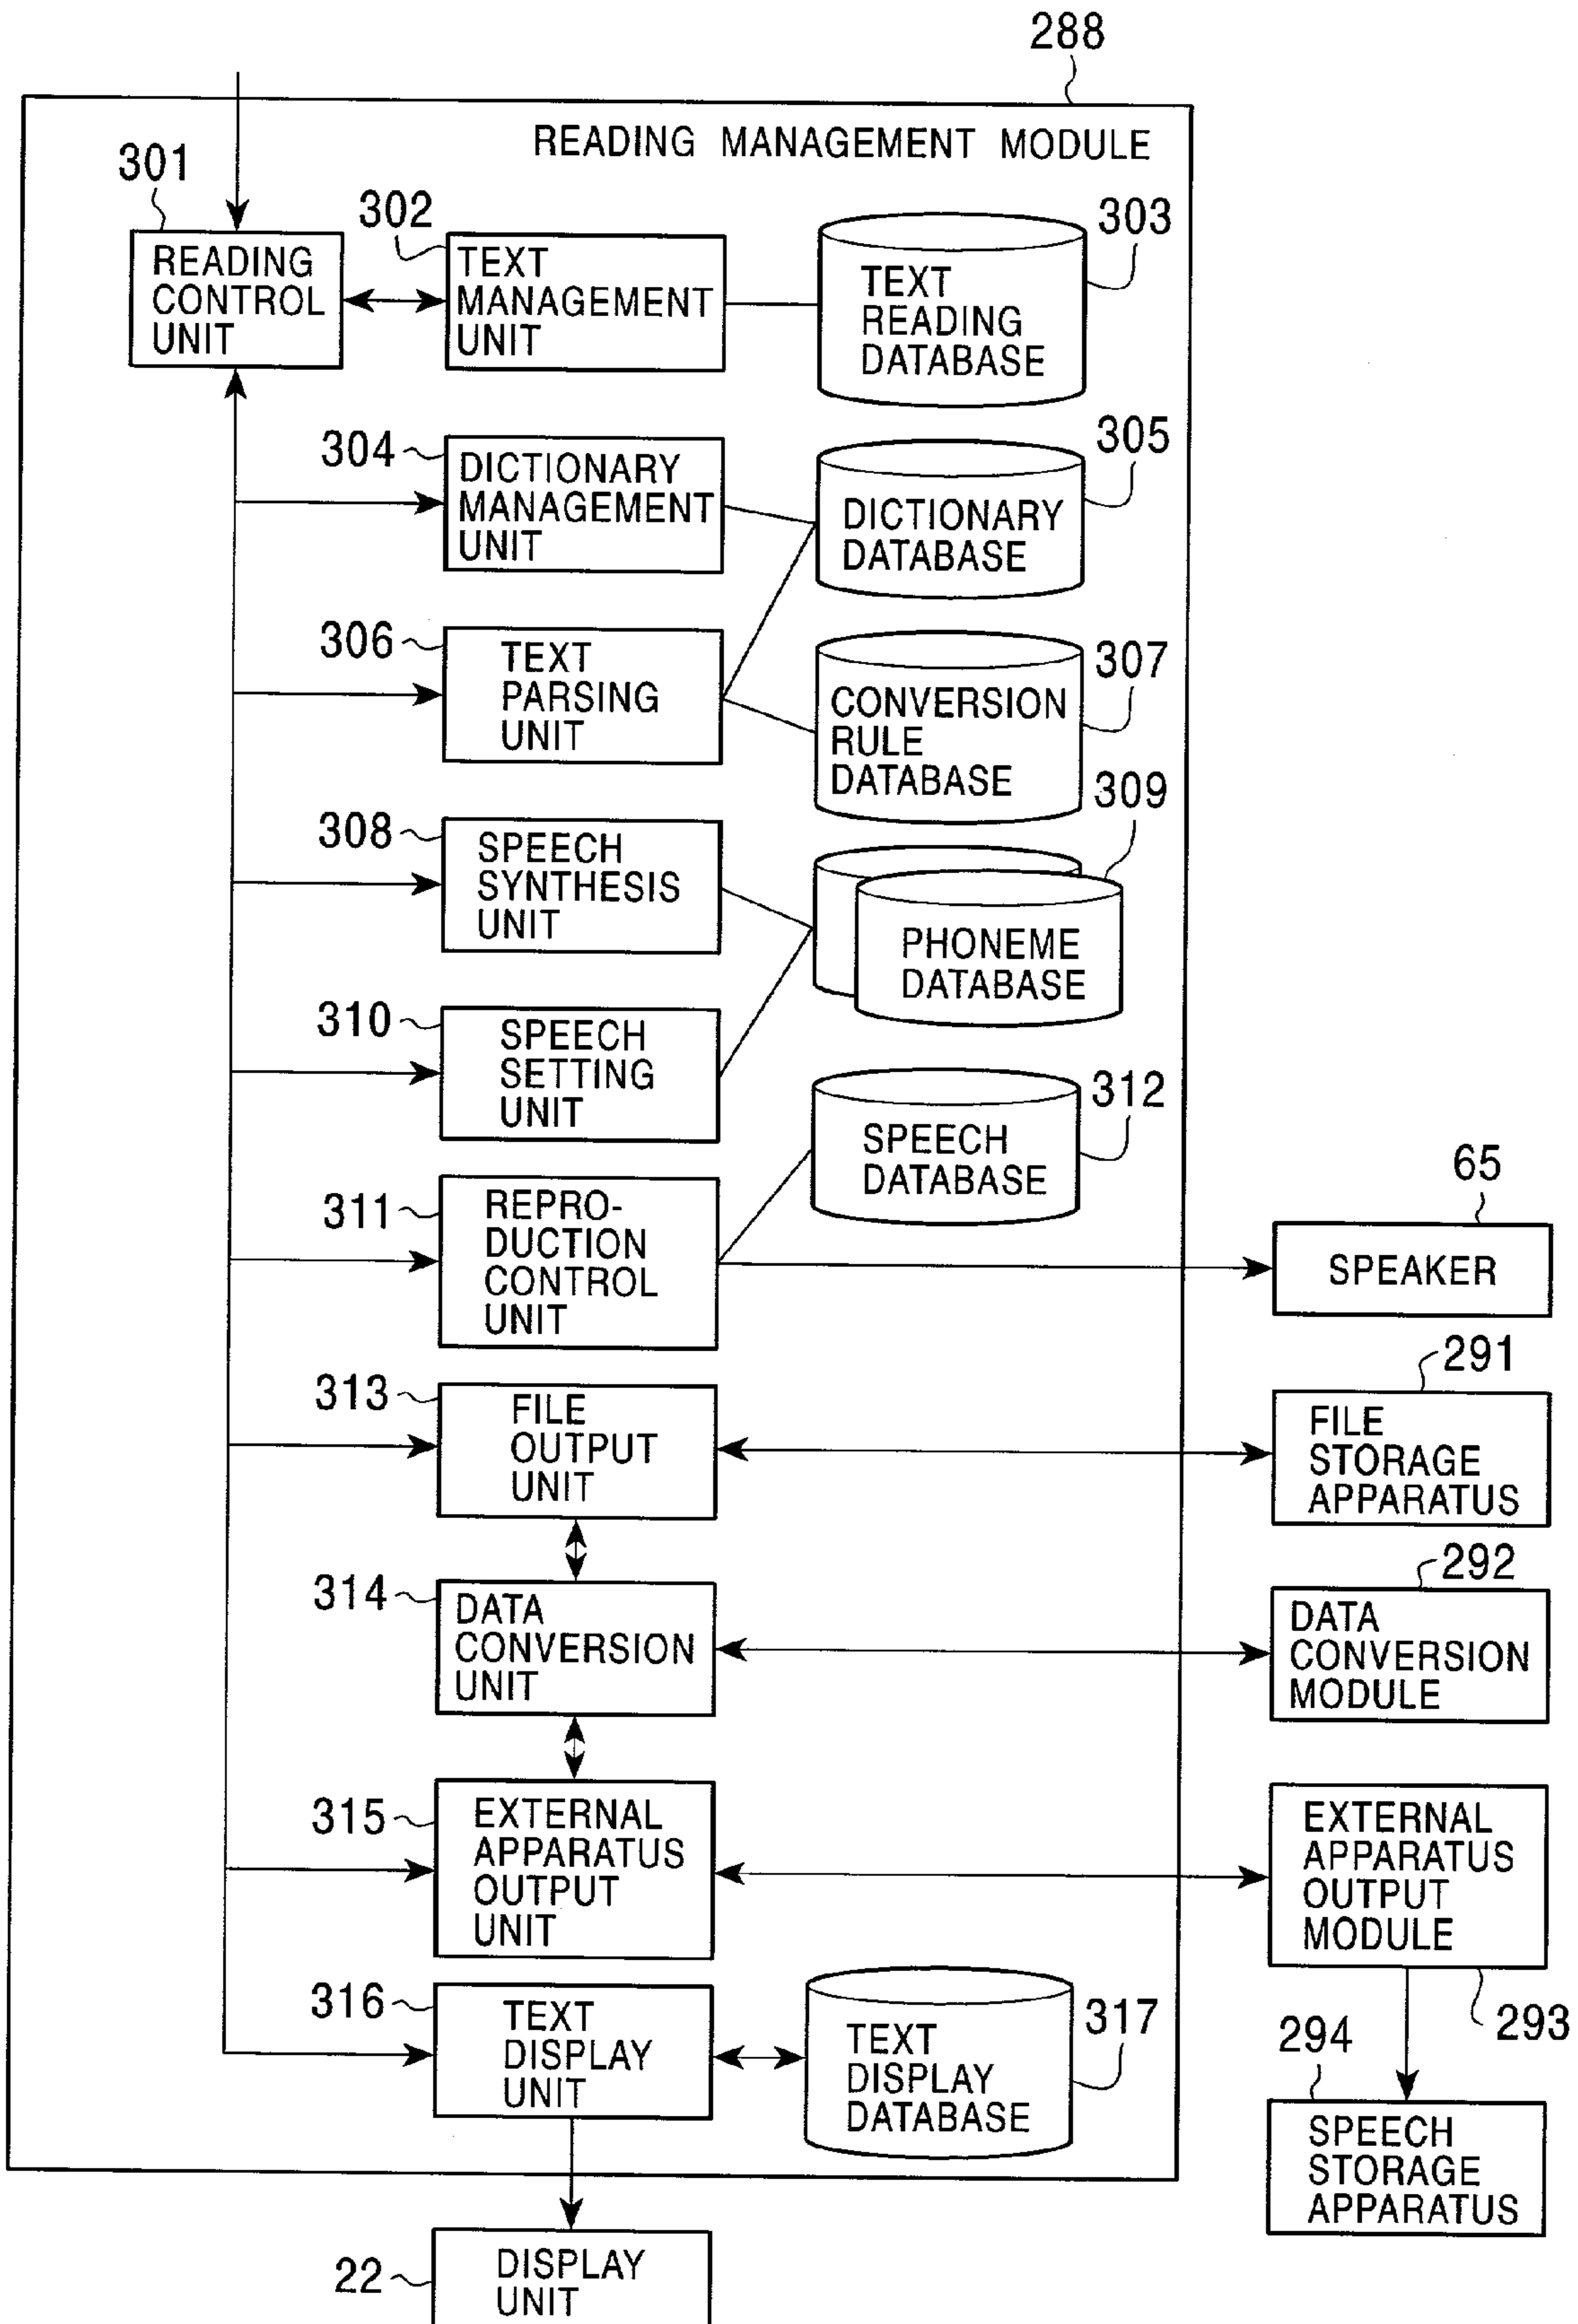 288
READING MANAGEMENT MODULE
301
READING
CONTROL
UNIT
302
TEXT
MANAGEMENT
UNIT
303
TEXT
READING
DATABASE
304
DICTIONARY
MANAGEMENT
UNIT
305
DICTIONARY
DATABASE
306
TEXT
PARSING
UNIT
307
CONVERSION
RULE
DATABASE
308
SPEECH
SYNTHESIS
UNIT
309
PHONEME
DATABASE
310
SPEECH
SETTING
UNIT
312
SPEECH
DATABASE
311
REPRO-
DUCTION
CONTROL
UNIT
65
SPEAKER
313
FILE
OUTPUT
UNIT
291
FILE
STORAGE
APPARATUS
314
DATA
CONVERSION
UNIT
292
DATA
CONVERSION
MODULE
315
EXTERNAL
APPARATUS
OUTPUT
UNIT
EXTERNAL
APPARATUS
OUTPUT
MODULE
293
316
TEXT
DISPLAY
UNIT
317
TEXT
DISPLAY
DATABASE
294
SPEECH
STORAGE
APPARATUS
22
DISPLAY
UNIT